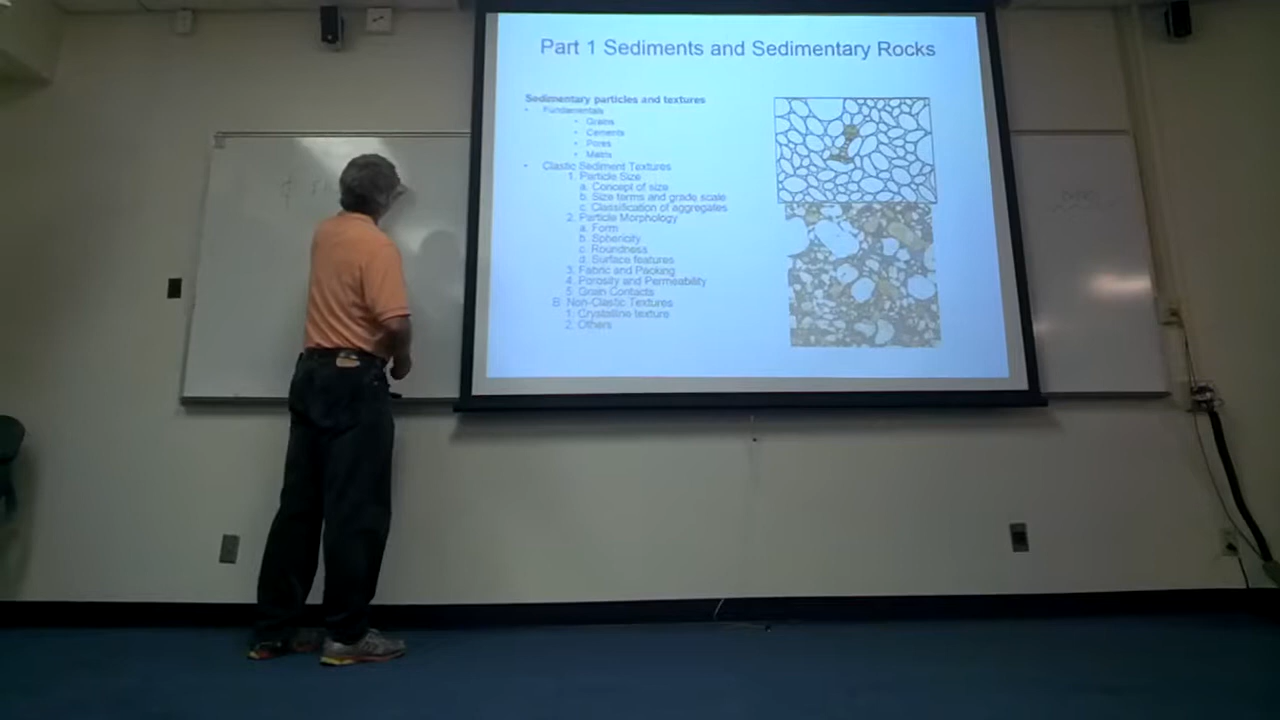 Part 1 Sediments and Sedimentary Rocks
Sedimentary particles and textures
• Fundamentals
• Grains
• Cements
• Pores
• Matrix
• Clastic Sediment Textures
1. Particle Size
a. Concept of size
b. Size terms and grade scale
c. Classification of aggregates
2. Particle Morphology
a. Form
b. Sphericity
c. Roundness
d. Surface features
3. Fabric and Packing
4. Porosity and Permeability
5. Grain Contacts
B. Non-Clastic Textures
1. Crystalline texture
2. Others